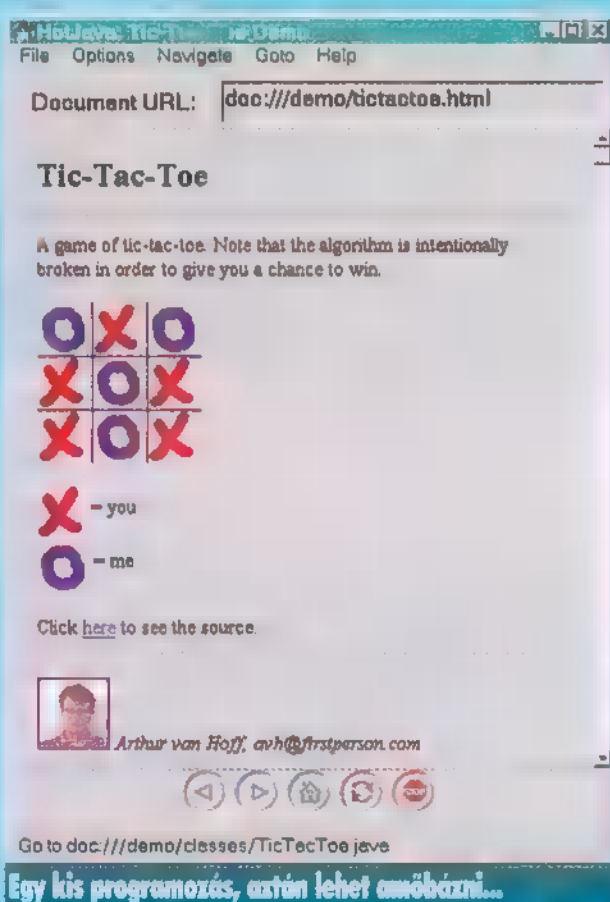 HotJava: Demo
File Options Navigate Goto Help
Document URL: doc:///demo/tictactoe.html
Tic-Tac-Toe
A game of tic-tac-toe. Note that the algorithm is intentionally
broken in order to give you a chance to win.
O X O
X O X
X O X
X = you
O = me
Click here to see the source.
Arthur van Hoff, avh@firstperson.com
Go to doc:///demo/classes/TicTacToe.java
Egy kis programozás, aztán lehet amőbázni...